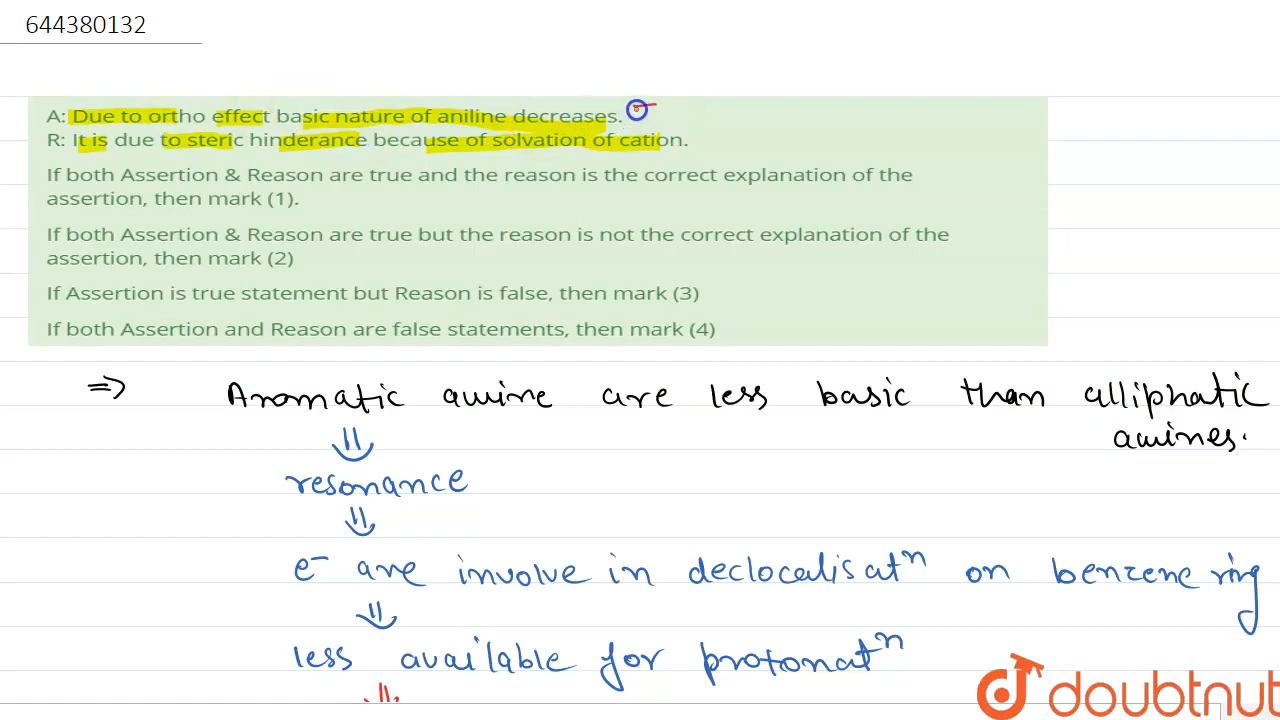 644380132
A: Due to ortho effect basic nature of aniline decreases.
R: It is due to steric hinderance because of solvation of cation.
If both Assertion & Reason are true and the reason is the correct explanation of the
assertion, then mark (1).
If both Assertion & Reason are true but the reason is not the correct explanation of the
assertion, then mark (2)
If Assertion is true statement but Reason is false, then mark (3)
If both Assertion and Reason are false statements, then mark (4)
⇒ Aromatic amine are less basic than alliphatic
amines.
⇓
resonance
⇓
e⁻ are involve in declocalisatⁿ on benzene ring
⇓
less available for protonatⁿ
⇓
doubtnut